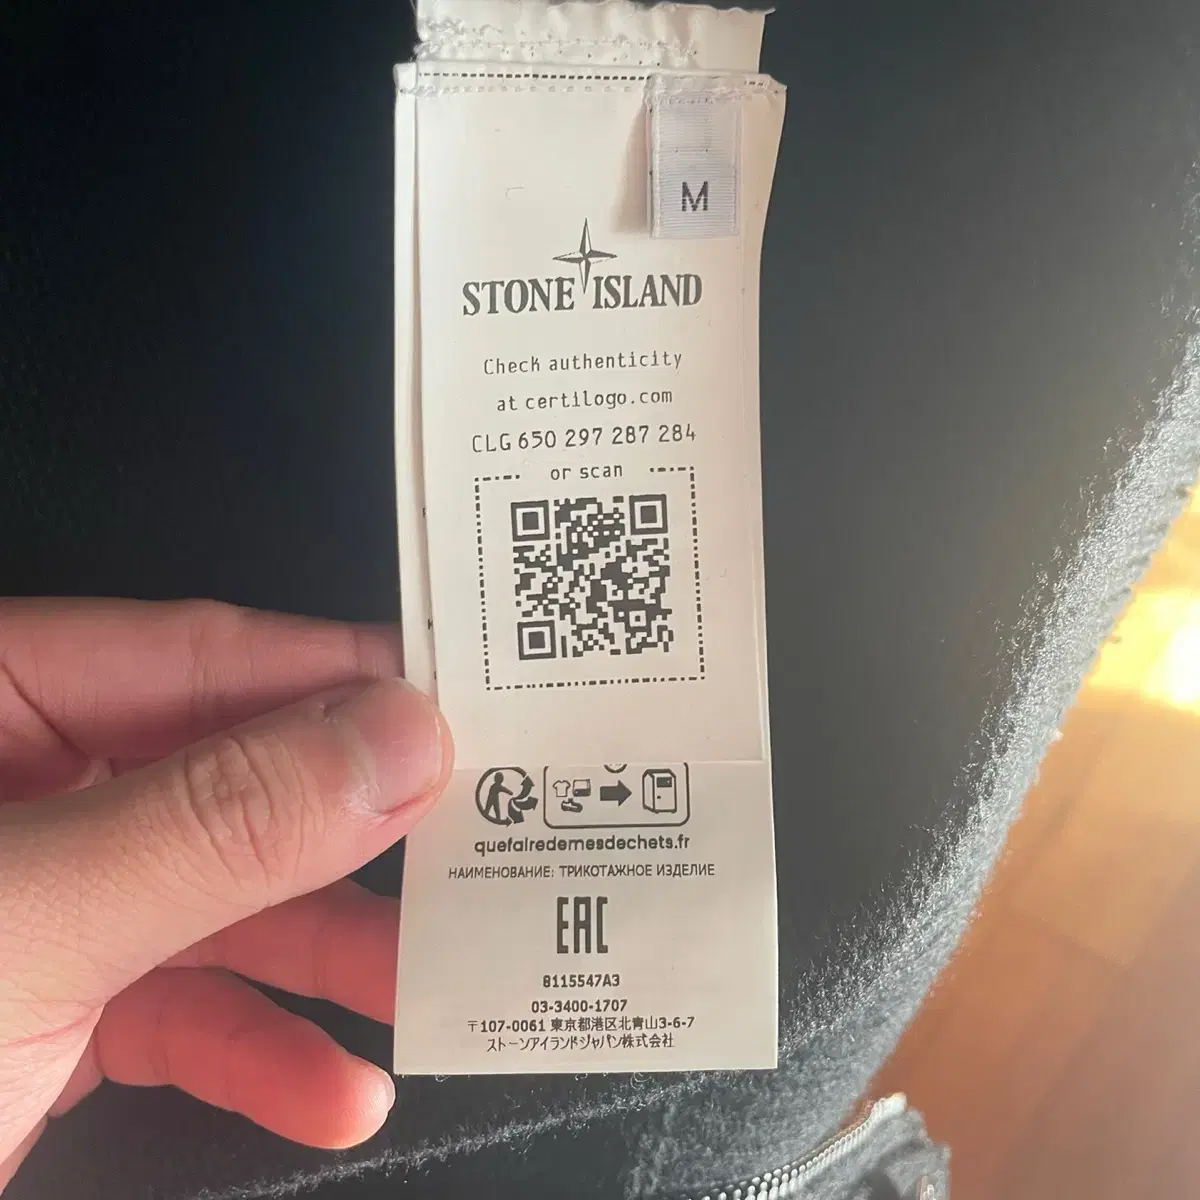 M
STONE ISLAND
Check authenticity
at certilogo.com
CLG 650 297 287 284
or scan
quefairedemesdechets.fr
НАИМЕНОВАНИЕ: ТРИКОТАЖНОЕ ИЗДЕЛИЕ
EAC
8115547A3
03-3400-1707
〒107-0061 東京都港区北青山3-6-7
ストーンアイランドジャパン株式会社